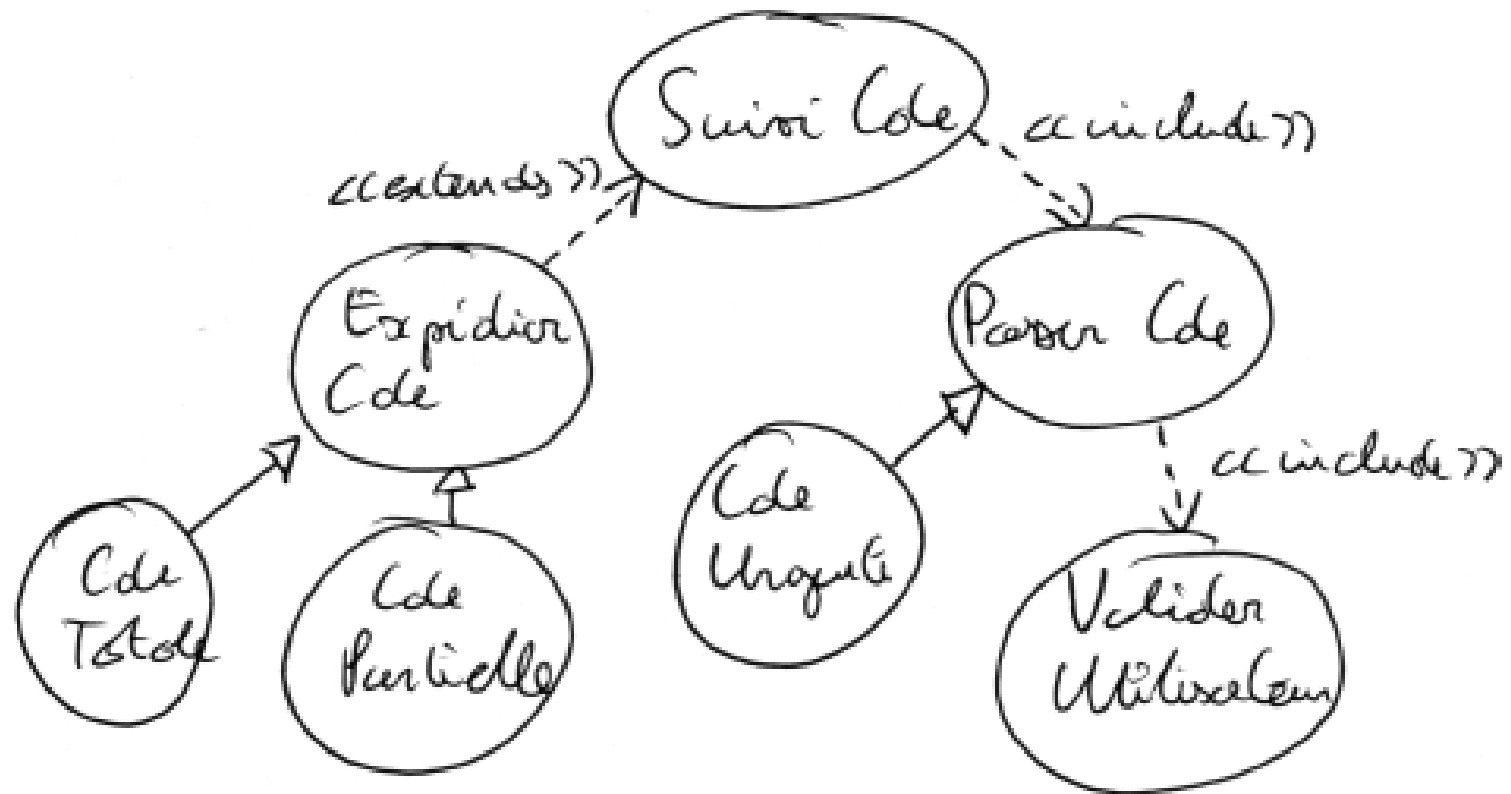 Suivi Cde
<<include>>
<<extends>>
Expédier
Cde
Passer Cde
<<include>>
Cde
Urgente
Cde
Totale
Cde
Partielle
Valider
Utilisateur